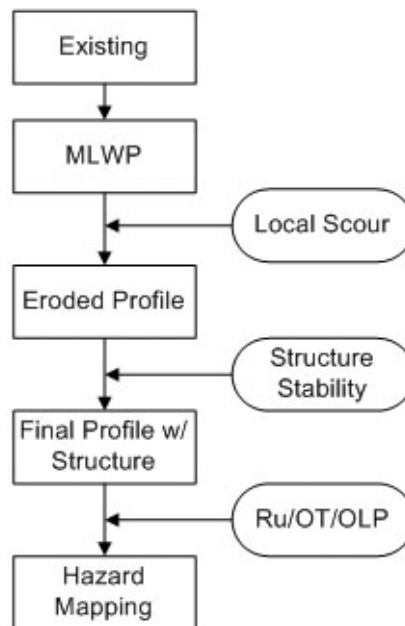 Existing
MLWP
Local Scour
Eroded Profile
Structure
Stability
Final Profile w/
Structure
Ru/OT/OLP
Hazard
Mapping